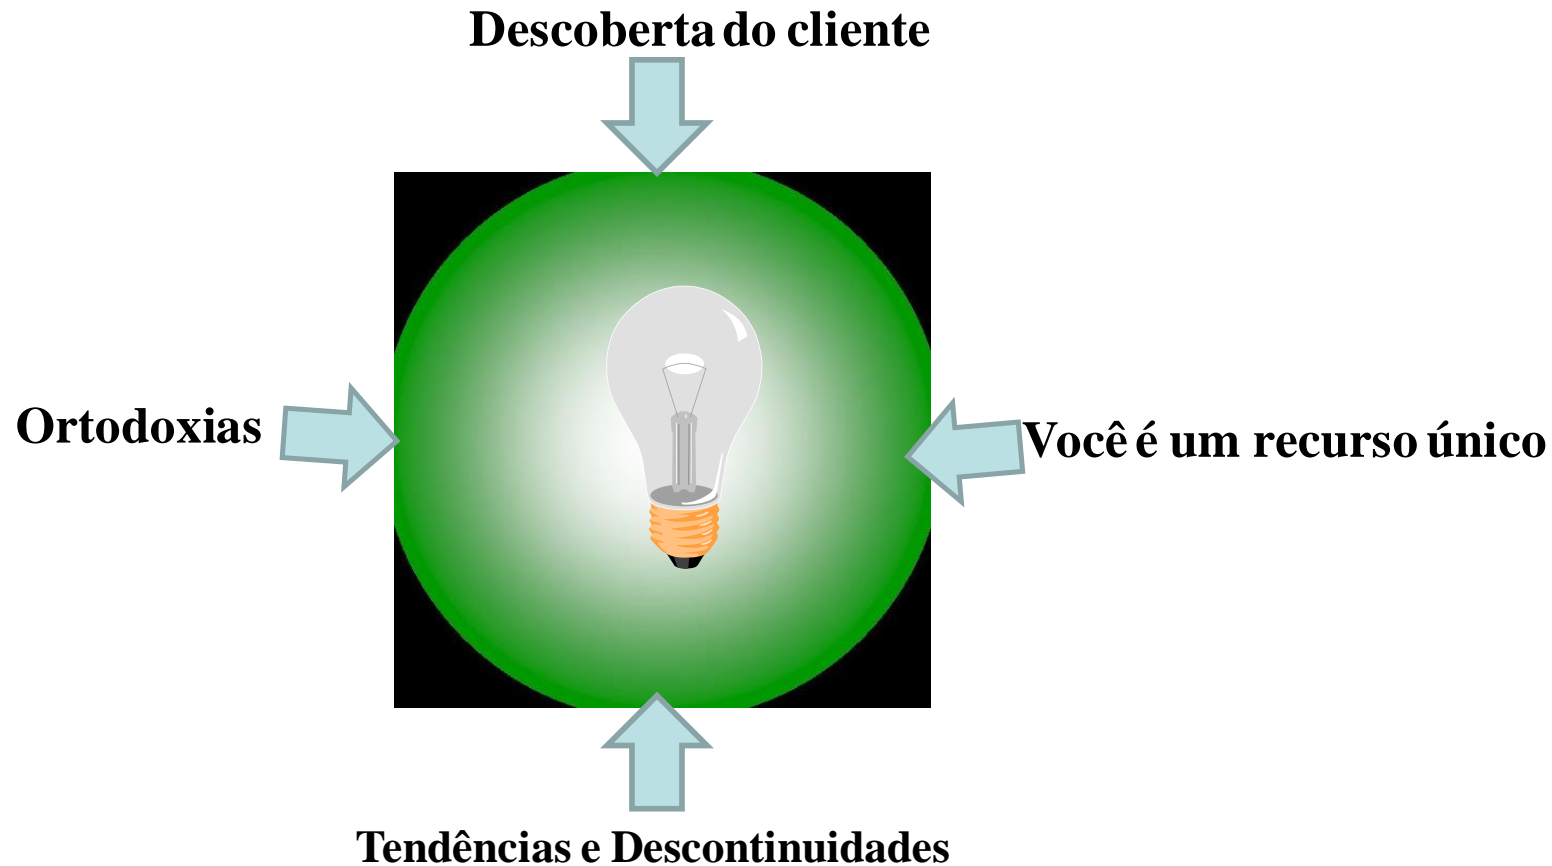 Descoberta do cliente
Ortodoxias
Você é um recurso único
Tendências e Descontinuidades